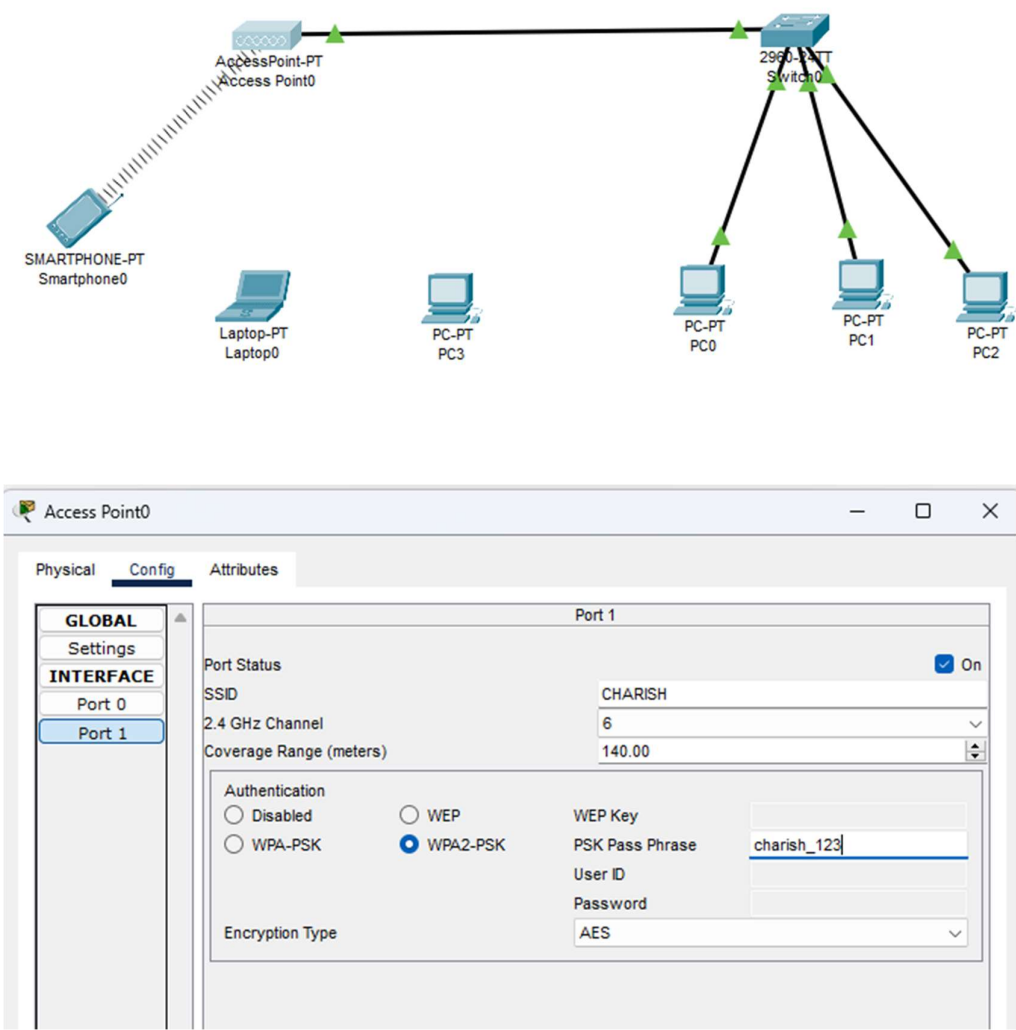 AccessPoint-PT
Access Point0
2960-24TT
Switch0
SMARTPHONE-PT
Smartphone0
Laptop-PT
Laptop0
PC-PT
PC3
PC-PT
PC0
PC-PT
PC1
PC-PT
PC2
Access Point0
Physical Config Attributes
GLOBAL
Settings
INTERFACE
Port 0
Port 1
Port 1
Port Status On
SSID CHARISH
2.4 GHz Channel 6
Coverage Range (meters) 140.00
Authentication
Disabled WEP WEP Key
WPA-PSK WPA2-PSK PSK Pass Phrase charish_123
User ID
Password
Encryption Type AES